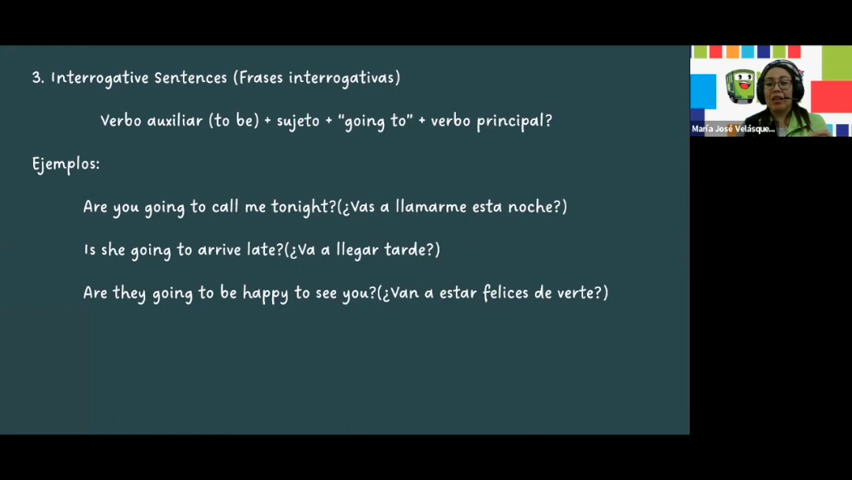 3. Interrogative Sentences (Frases interrogativas)
Verbo auxiliar (to be) + sujeto + “going to” + verbo principal?
Ejemplos:
Are you going to call me tonight?(¿Vas a llamarme esta noche?)
Is she going to arrive late?(¿Va a llegar tarde?)
Are they going to be happy to see you?(¿Van a estar felices de verte?)
María José Velásque...